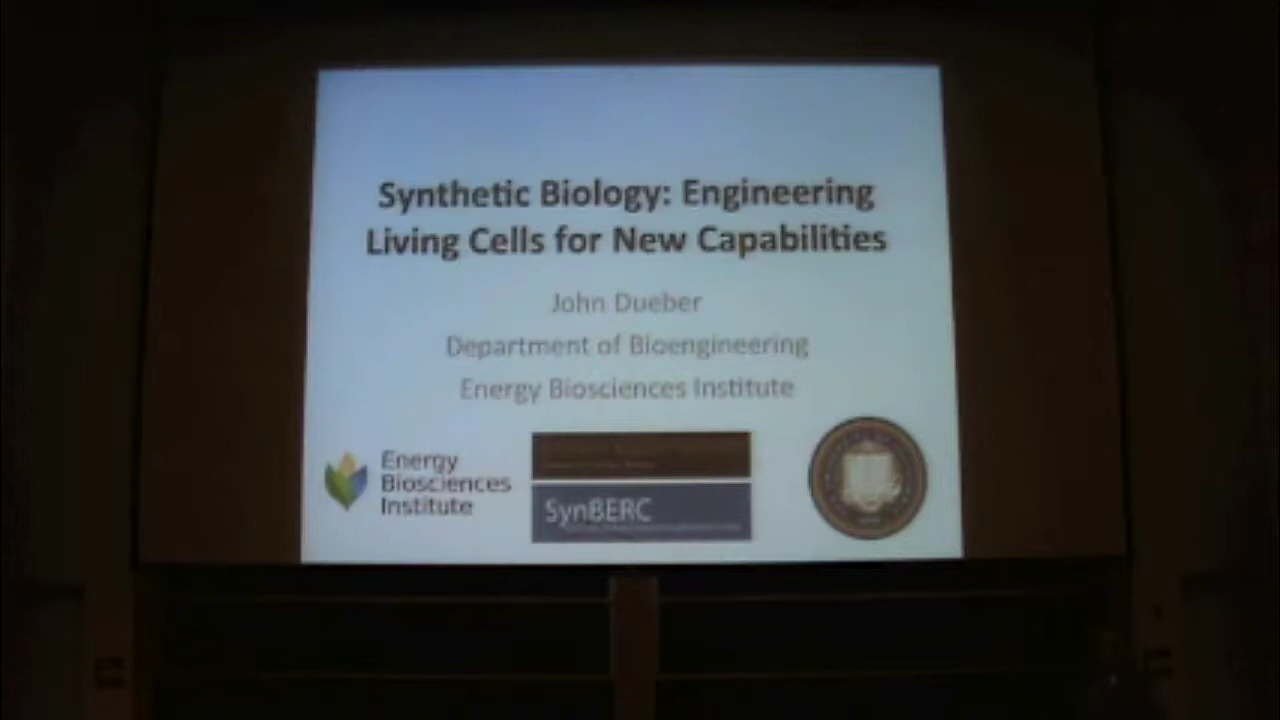 Synthetic Biology: Engineering
Living Cells for New Capabilities
John Dueber
Department of Bioengineering
Energy Biosciences Institute
Energy
Biosciences
Institute
SynBERC